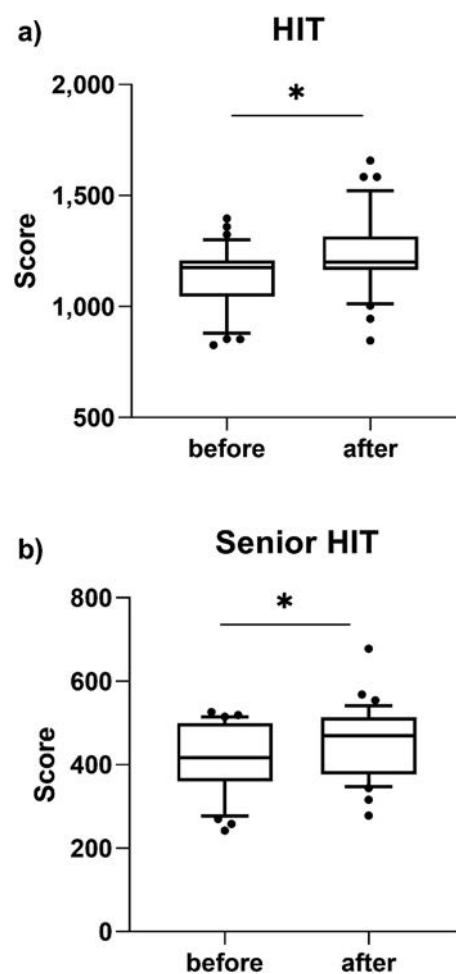 a)
HIT
2,000
*
1,500
Score
1,000
500
before after
b)
Senior HIT
800
*
600
400
Score
200
0
before after